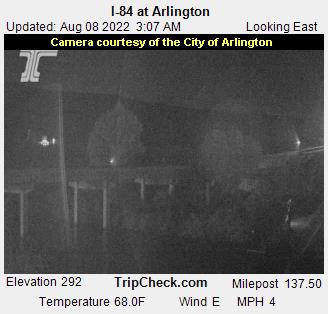 I-84 at Arlington
Updated: Aug 08 2022 3:07 AM Looking East
Camera courtesy of the City of Arlington
Elevation 292 TripCheck.com Milepost 137.50
Temperature 68.0F Wind E MPH 4